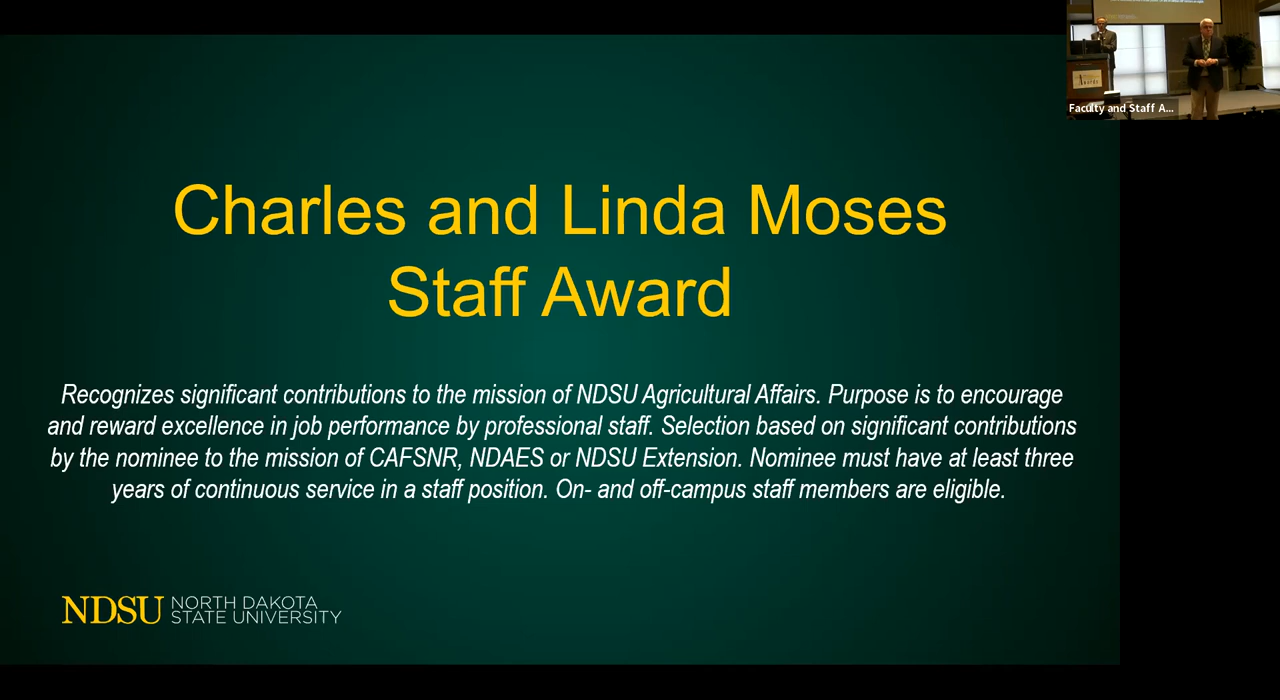 Charles and Linda Moses
Staff Award
Recognizes significant contributions to the mission of NDSU Agricultural Affairs. Purpose is to encourage
and reward excellence in job performance by professional staff. Selection based on significant contributions
by the nominee to the mission of CAFSNR, NDAES or NDSU Extension. Nominee must have at least three
years of continuous service in a staff position. On- and off-campus staff members are eligible.
NDSU NORTH DAKOTA
STATE UNIVERSITY
Faculty and Staff A...